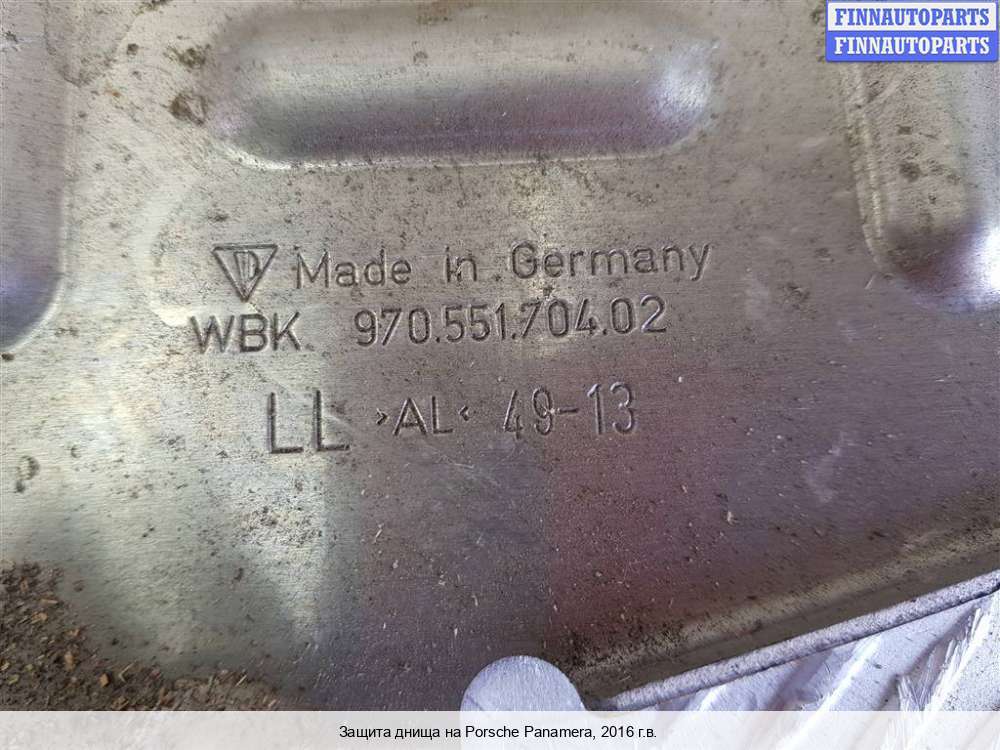 FINNAUTOPARTS
FINNAUTOPARTS
Made in Germany
WBK 970.551.704.02
LL >AL< 49-13
Защита днища на Porsche Panamera, 2016 г.в.